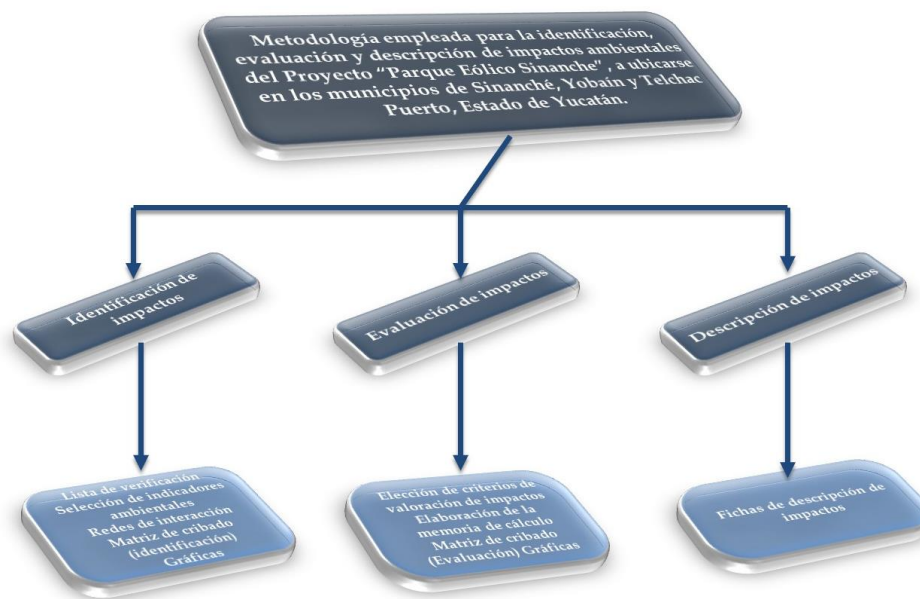 Metodología empleada para la identificación,
evaluación y descripción de impactos ambientales
del Proyecto “Parque Eólico Sinanche” , a ubicarse
en los municipios de Sinanché, Yobaín y Telchac
Puerto, Estado de Yucatán.
Identificación de
impactos
Evaluación de impactos
Descripción de impactos
Lista de verificación
Selección de indicadores
ambientales
Redes de interacción
Matriz de cribado
(identificación)
Gráficas
Elección de criterios de
valoración de impactos
Elaboración de la
memoria de cálculo
Matriz de cribado
(Evaluación) Gráficas
Fichas de descripción de
impactos